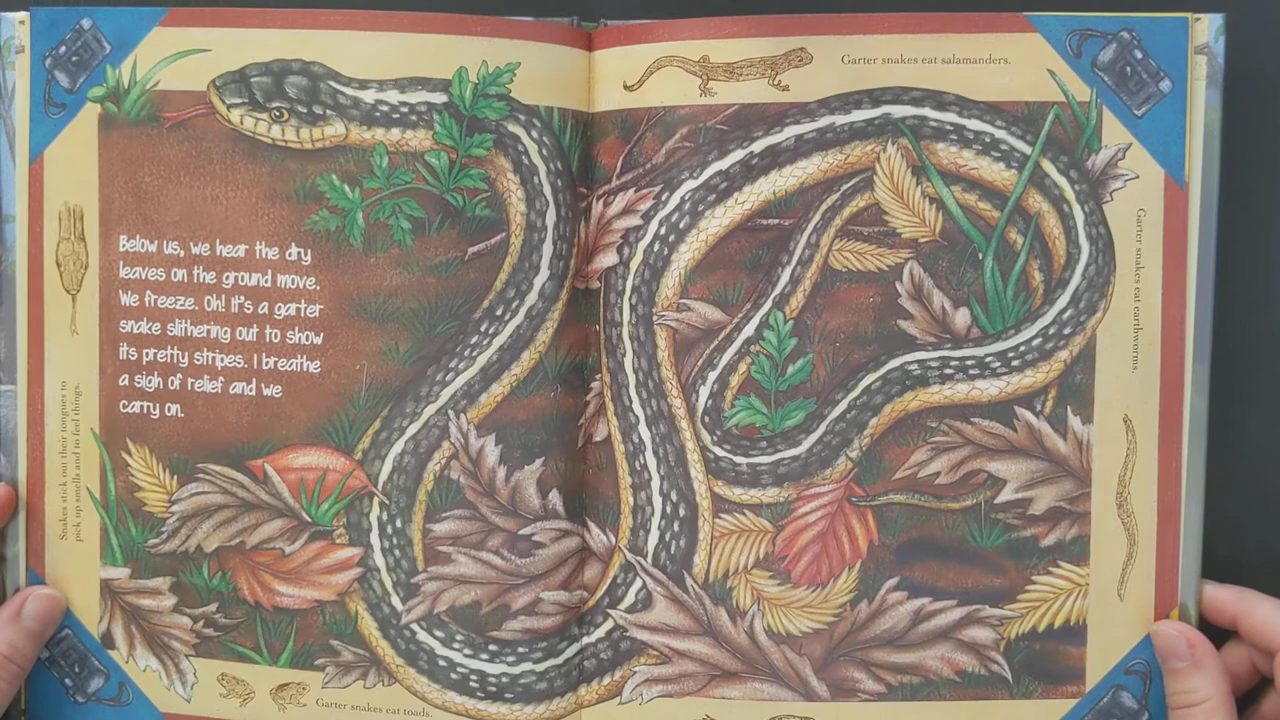 Garter snakes eat salamanders.
Below us, we hear the dry
leaves on the ground move.
We freeze. Oh! It's a garter
snake slithering out to show
its pretty stripes. I breathe
a sigh of relief and we
carry on.
Snakes stick out their tongues to
pick up smells and to feel things.
Garter snakes eat earthworms.
Garter snakes eat toads.